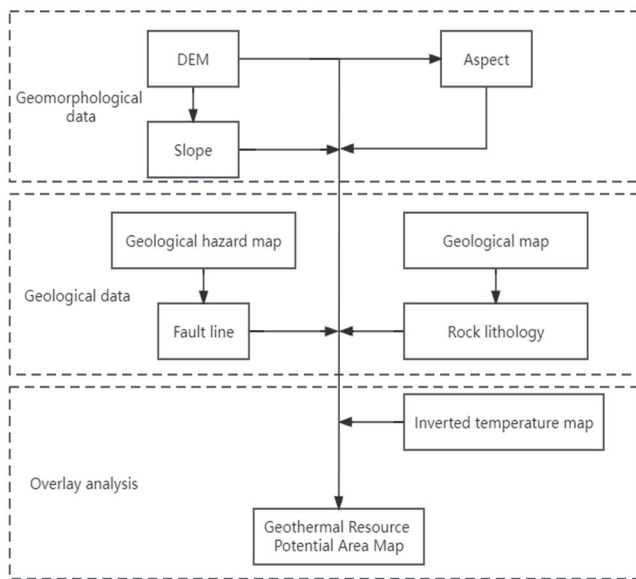 DEM
Aspect
Geomorphological
data
Slope
Geological hazard map
Geological map
Geological data
Fault line
Rock lithology
Inverted temperature map
Overlay analysis
Geothermal Resource
Potential Area Map